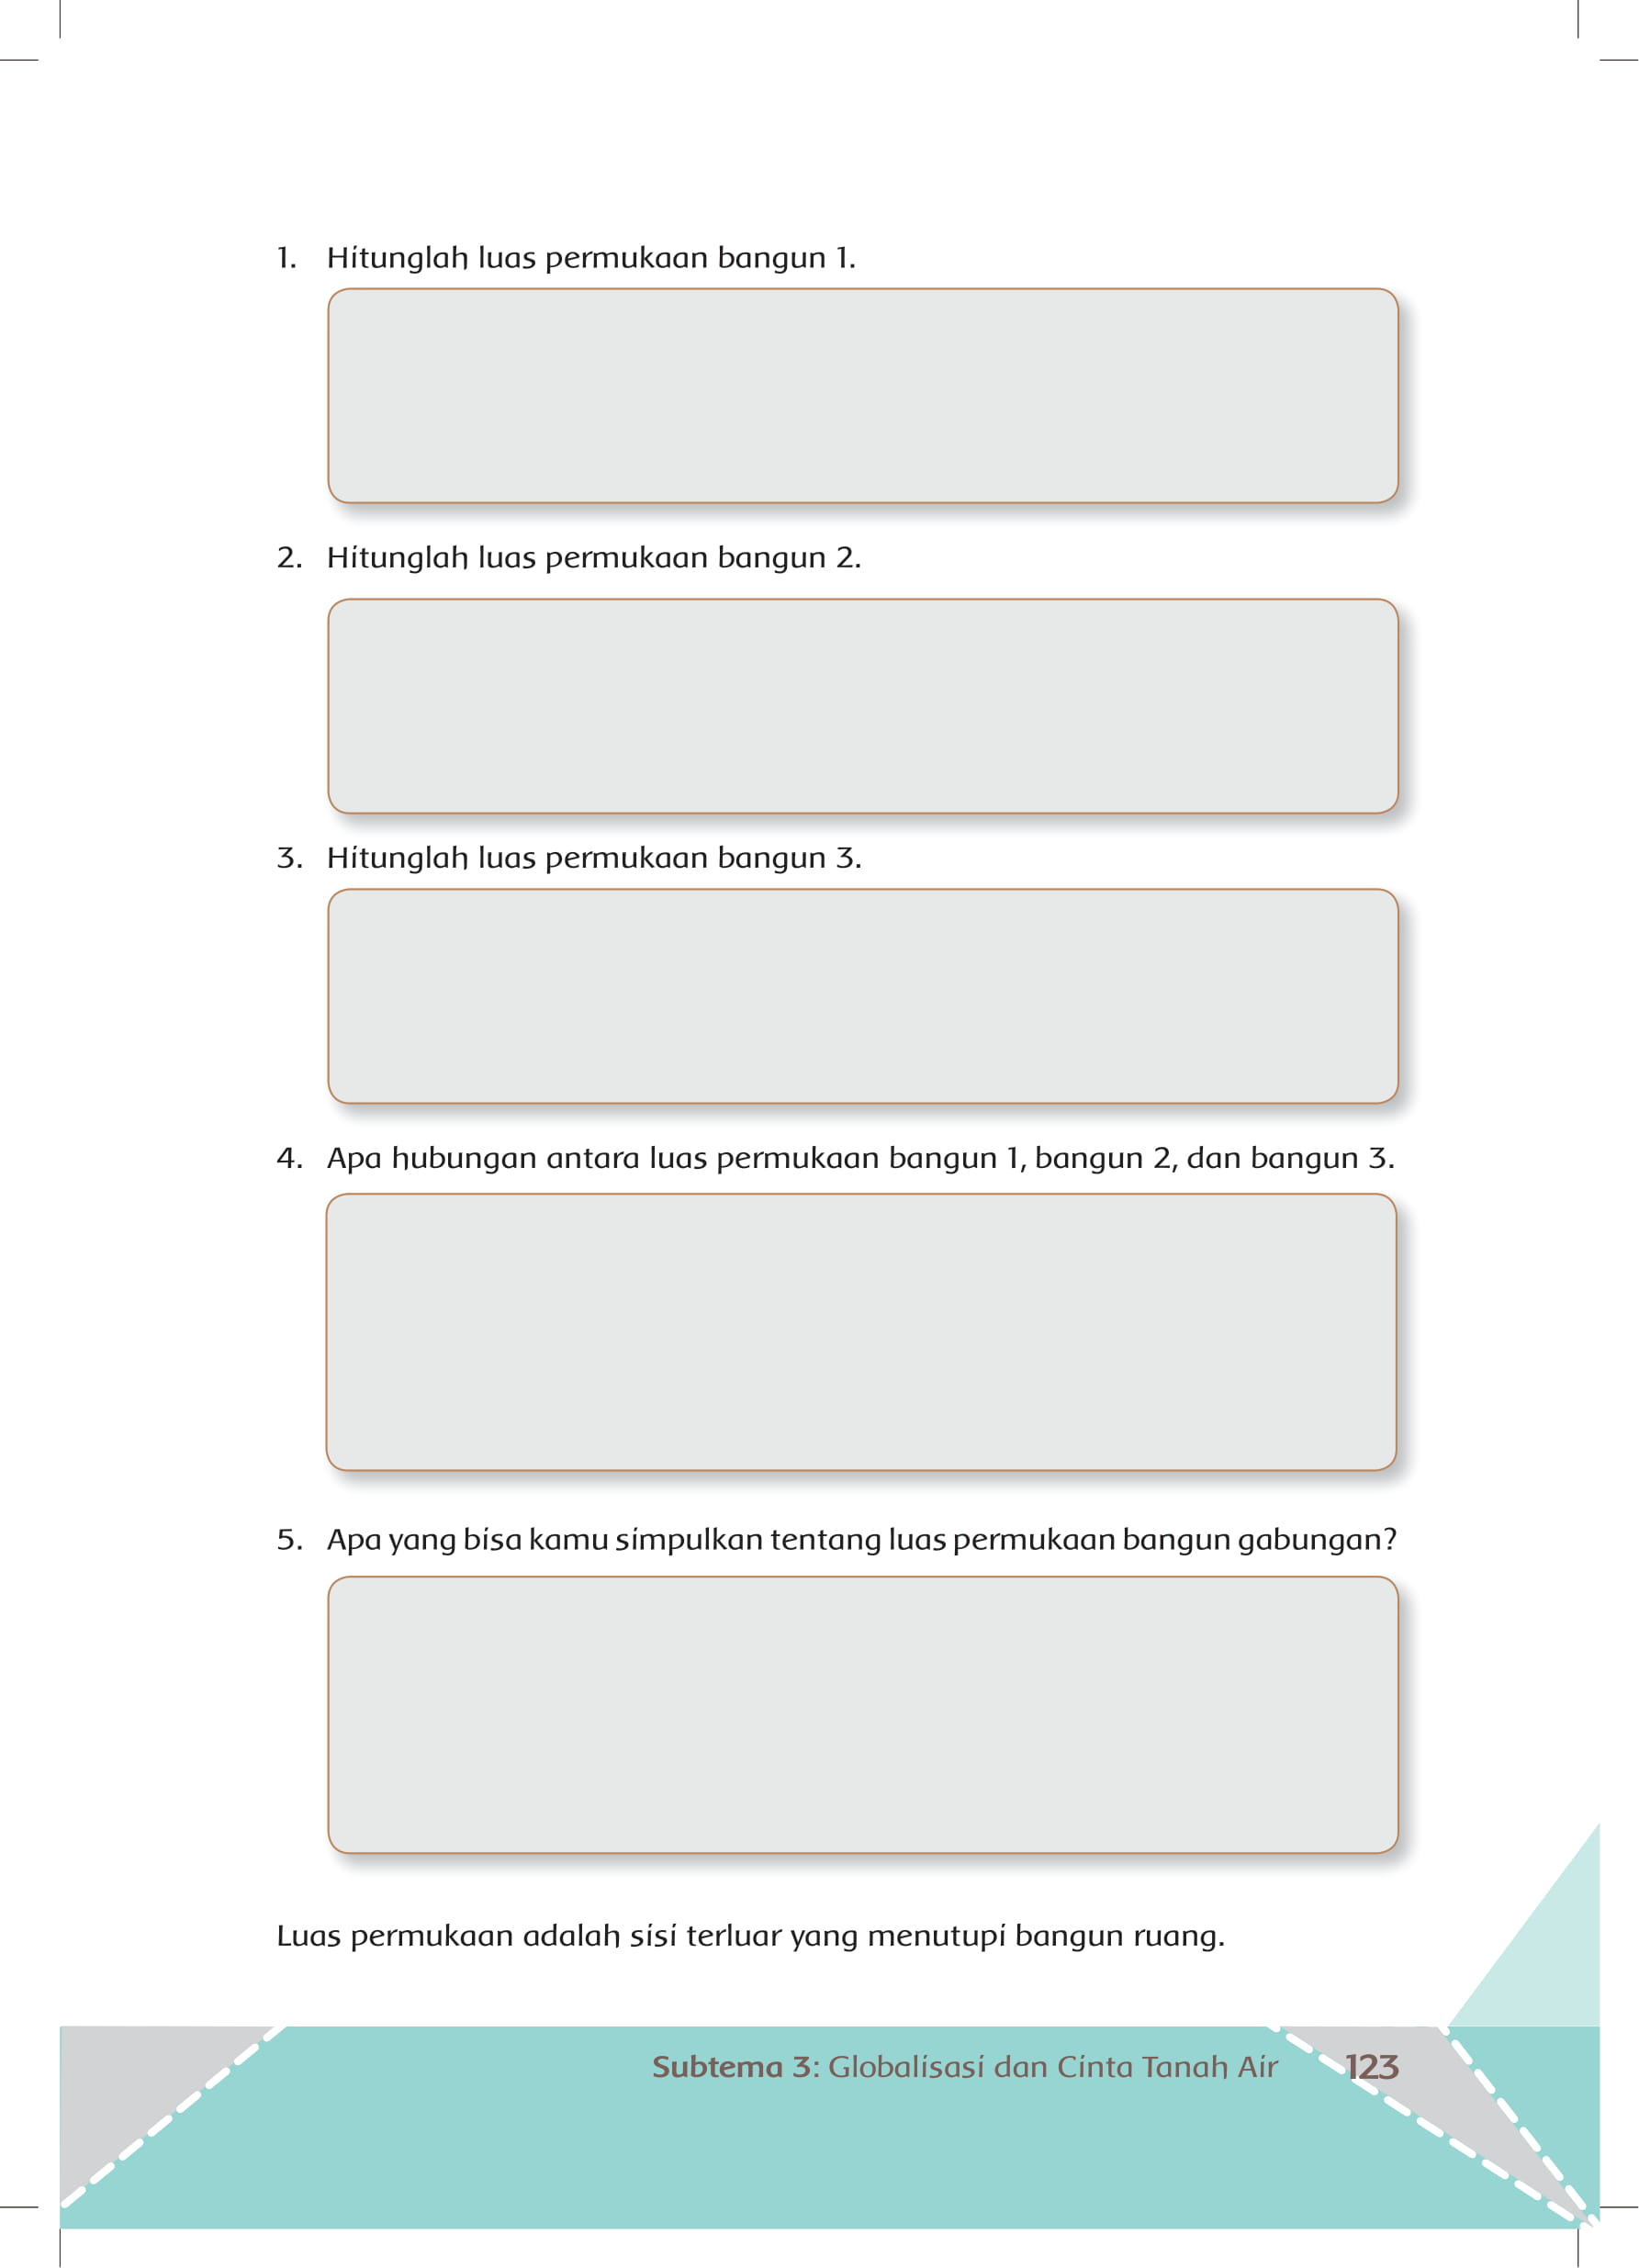 1. Hitunglah luas permukaan bangun 1.
2. Hitunglah luas permukaan bangun 2.
3. Hitunglah luas permukaan bangun 3.
4. Apa hubungan antara luas permukaan bangun 1, bangun 2, dan bangun 3.
5. Apa yang bisa kamu simpulkan tentang luas permukaan bangun gabungan?
Luas permukaan adalah sisi terluar yang menutupi bangun ruang.
Subtema 3: Globalisasi dan Cinta Tanah Air 123